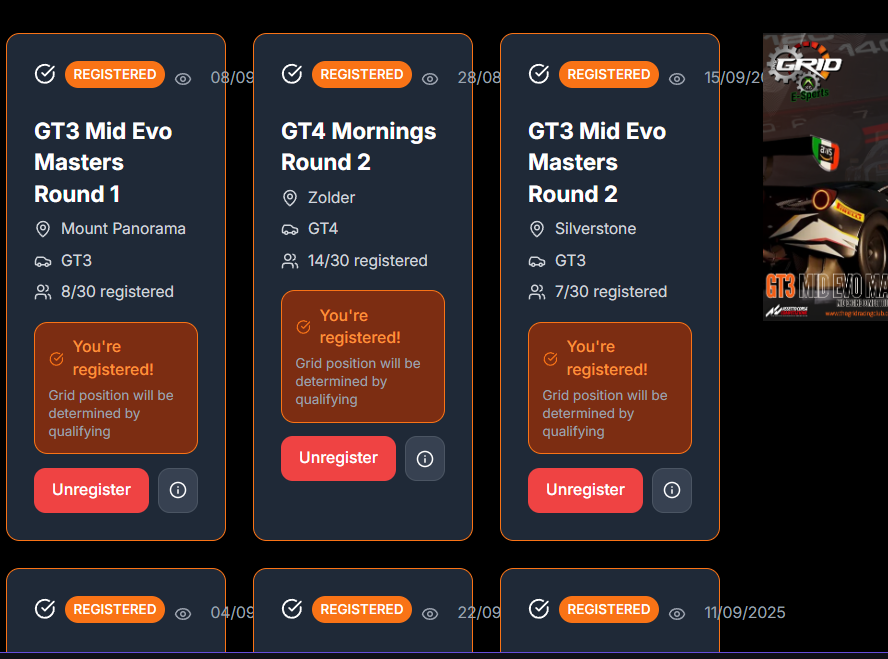 REGISTERED
08/09
GT3 Mid Evo
Masters
Round 1
Mount Panorama
GT3
8/30 registered
You're
registered!
Grid position will be
determined by
qualifying
Unregister
REGISTERED
28/08
GT4 Mornings
Round 2
Zolder
GT4
14/30 registered
You're
registered!
Grid position will be
determined by
qualifying
Unregister
REGISTERED
15/09/20
GT3 Mid Evo
Masters
Round 2
Silverstone
GT3
7/30 registered
You're
registered!
Grid position will be
determined by
qualifying
Unregister
GRID
E-Sports
PIRELLI
GT3 MID EVO MA
www.thegridracingclub.c
REGISTERED
04/09
REGISTERED
22/09
REGISTERED
11/09/2025